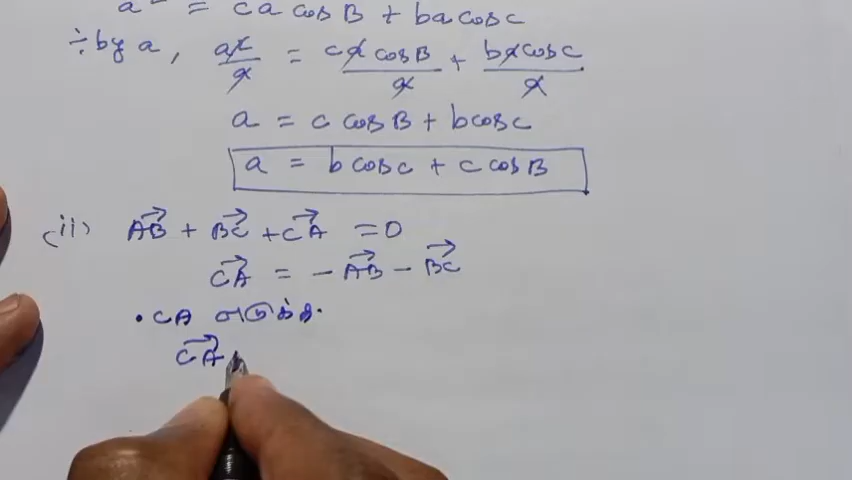 a² = ca cos B + ba cos C
÷ by a, a²/a = ca cos B/a + ba cos C/a
a = c cos B + b cos C
a = b cos C + c cos B
(ii) AB⃗ + BC⃗ + CA⃗ = 0
CA⃗ = - AB⃗ - BC⃗
• CA எடுக்க.
CA⃗ .